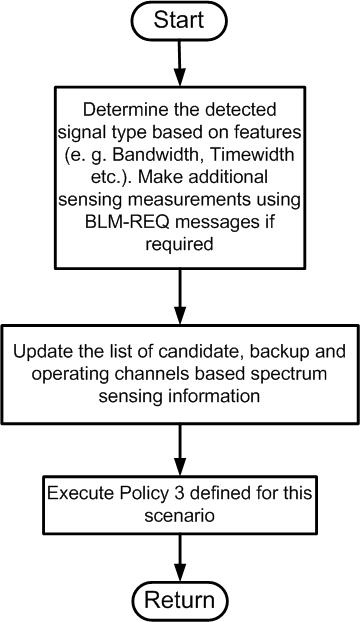 Start
Determine the detected
signal type based on features
(e. g. Bandwidth, Timewidth
etc.). Make additional
sensing measurements using
BLM-REQ messages if
required
Update the list of candidate, backup and
operating channels based spectrum
sensing information
Execute Policy 3 defined for this
scenario
Return